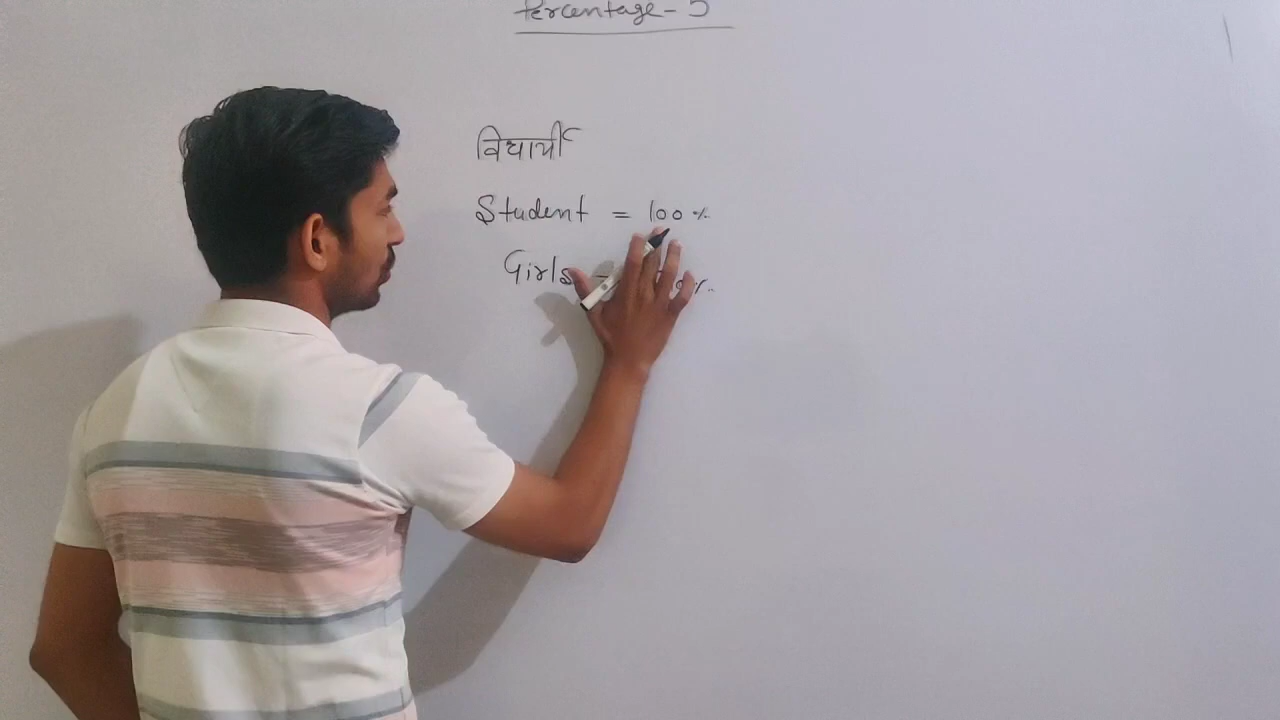 Percentage - 5
विद्यार्थी
Student = 100%
Girls =